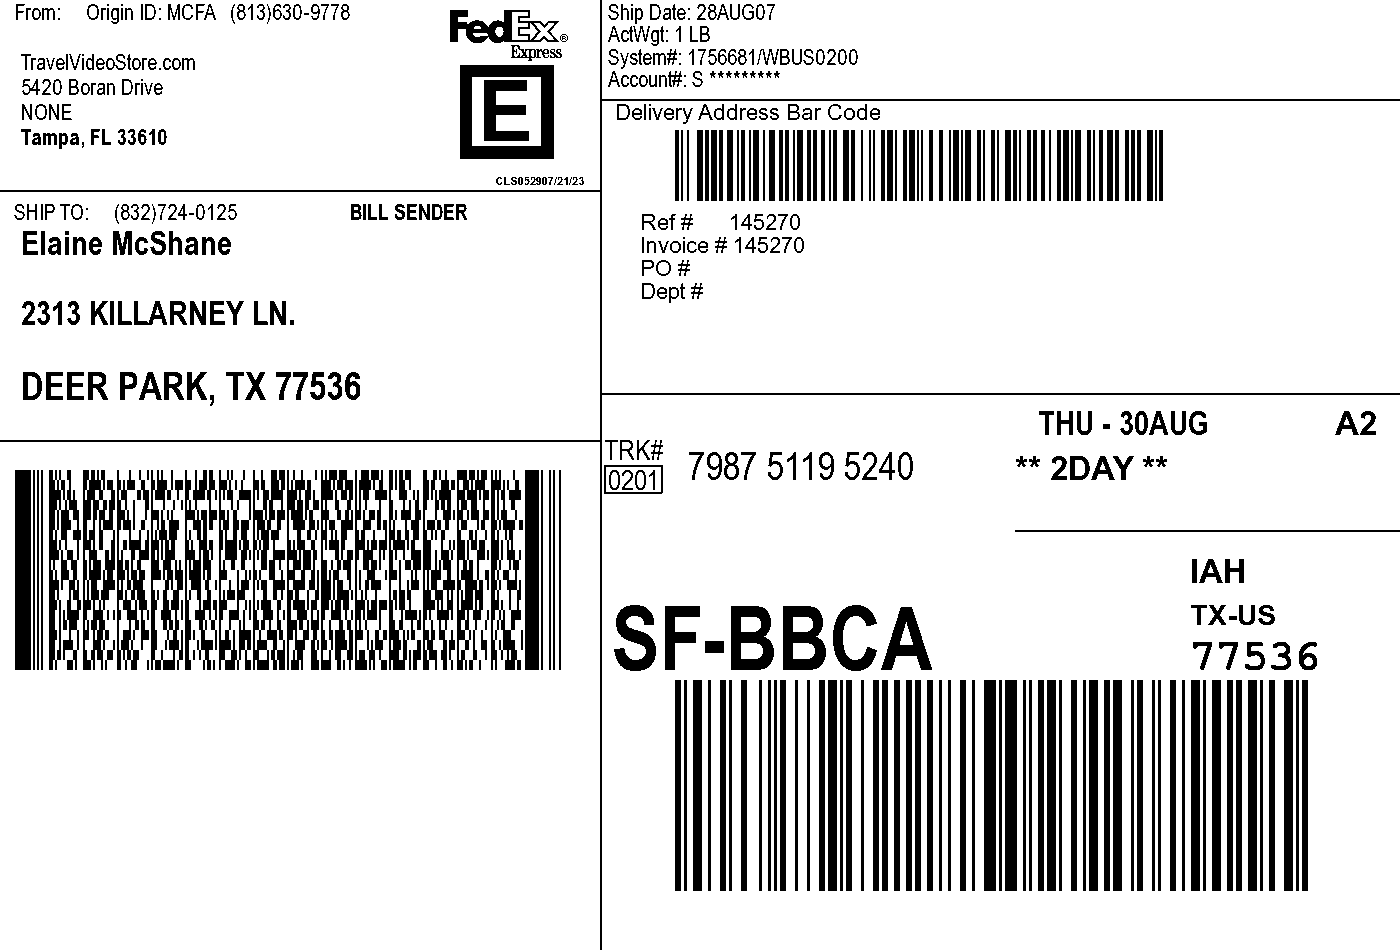 From: Origin ID: MCFA (813)630-9778
TravelVideoStore.com
5420 Boran Drive
NONE
Tampa, FL 33610
FedEx®
Express
E
CLS052907/21/23
Ship Date: 28AUG07
ActWgt: 1 LB
System#: 1756681/WBUS0200
Account#: S *********
Delivery Address Bar Code
Ref # 145270
Invoice # 145270
PO #
Dept #
SHIP TO: (832)724-0125 BILL SENDER
Elaine McShane
2313 KILLARNEY LN.
DEER PARK, TX 77536
TRK#
0201
7987 5119 5240
THU - 30AUG A2
** 2DAY **
IAH
TX-US
77536
SF-BBCA